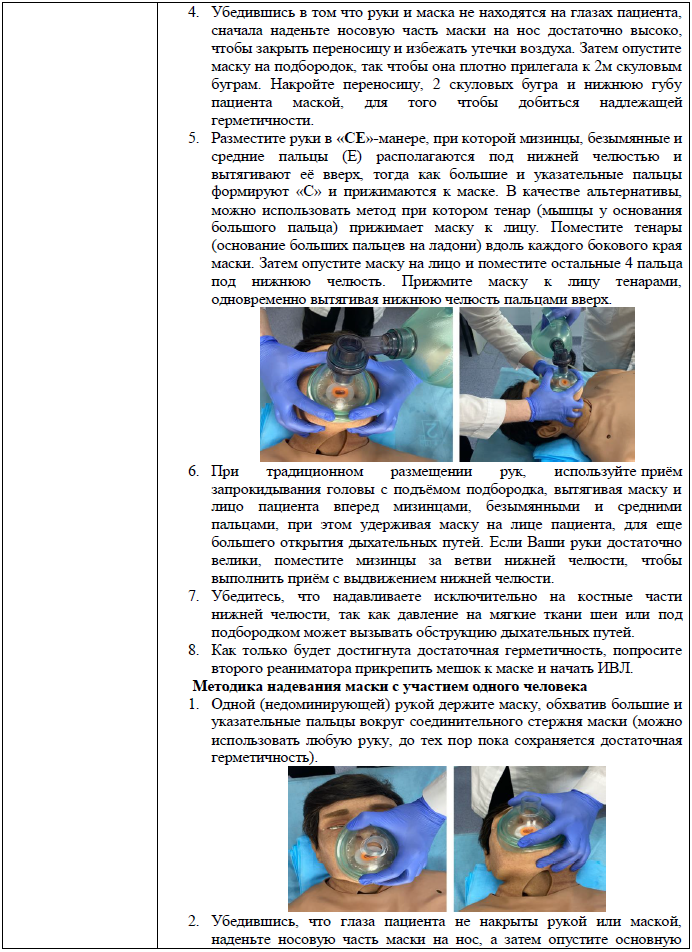 4. Убедившись в том что руки и маска не находятся на глазах пациента,
сначала наденьте носовую часть маски на нос достаточно высоко,
чтобы закрыть переносицу и избежать утечки воздуха. Затем опустите
маску на подбородок, так чтобы она плотно прилегала к 2м скуловым
буграм. Накройте переносицу, 2 скуловых бугра и нижнюю губу
пациента маской, для того чтобы добиться надлежащей
герметичности.
5. Разместите руки в «CE»-манере, при которой мизинцы, безымянные и
средние пальцы (E) располагаются под нижней челюстью и
вытягивают её вверх, тогда как большие и указательные пальцы
формируют «C» и прижимаются к маске. В качестве альтернативы,
можно использовать метод при котором тенар (мышцы у основания
большого пальца) прижимает маску к лицу. Поместите тенары
(основание больших пальцев на ладони) вдоль каждого бокового края
маски. Затем опустите маску на лицо и поместите остальные 4 пальца
под нижнюю челюсть. Прижмите маску к лицу тенарами,
одновременно вытягивая нижнюю челюсть пальцами вверх.
6. При традиционном размещении рук, используйте приём
запрокидывания головы с подъёмом подбородка, вытягивая маску и
лицо пациента вперед мизинцами, безымянными и средними
пальцами, при этом удерживая маску на лице пациента, для еще
большего открытия дыхательных путей. Если Ваши руки достаточно
велики, поместите мизинцы за ветви нижней челюсти, чтобы
выполнить приём с выдвижением нижней челюсти.
7. Убедитесь, что надавливаете исключительно на костные части
нижней челюсти, так как давление на мягкие ткани шеи или под
подбородком может вызывать обструкцию дыхательных путей.
8. Как только будет достигнута достаточная герметичность, попросите
второго реаниматора прикрепить мешок к маске и начать ИВЛ.
Методика надевания маски с участием одного человека
1. Одной (недоминирующей) рукой держите маску, обхватив большие и
указательные пальцы вокруг соединительного стержня маски (можно
использовать любую руку, до тех пор пока сохраняется достаточная
герметичность).
2. Убедившись, что глаза пациента не накрыты рукой или маской,
наденьте носовую часть маски на нос, а затем опустите основную